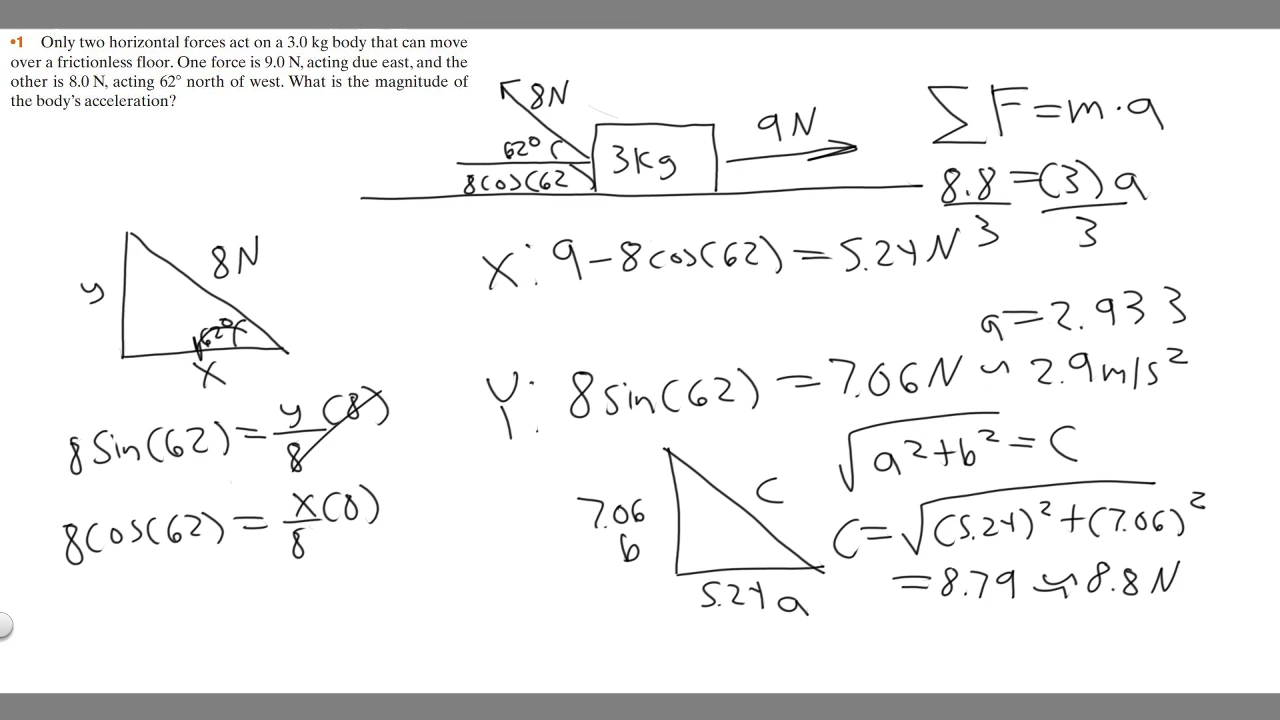 •1 Only two horizontal forces act on a 3.0 kg body that can move
over a frictionless floor. One force is 9.0 N, acting due east, and the
other is 8.0 N, acting 62° north of west. What is the magnitude of
the body's acceleration?
8N
62°
8cos(62
3kg
9N
ΣF=m·a
8.8=(3)a
3 3
X: 9-8cos(62)=5.24N
a=2.933
~ 2.9m/s²
Y: 8sin(62)=7.06N
8N
y
62°
X
8sin(62)=y/8(8)
8cos(62)=x/8(8)
7.06
b
C
5.24 a
√a²+b²=C
C=√(5.24)²+(7.06)²
=8.79~8.8N